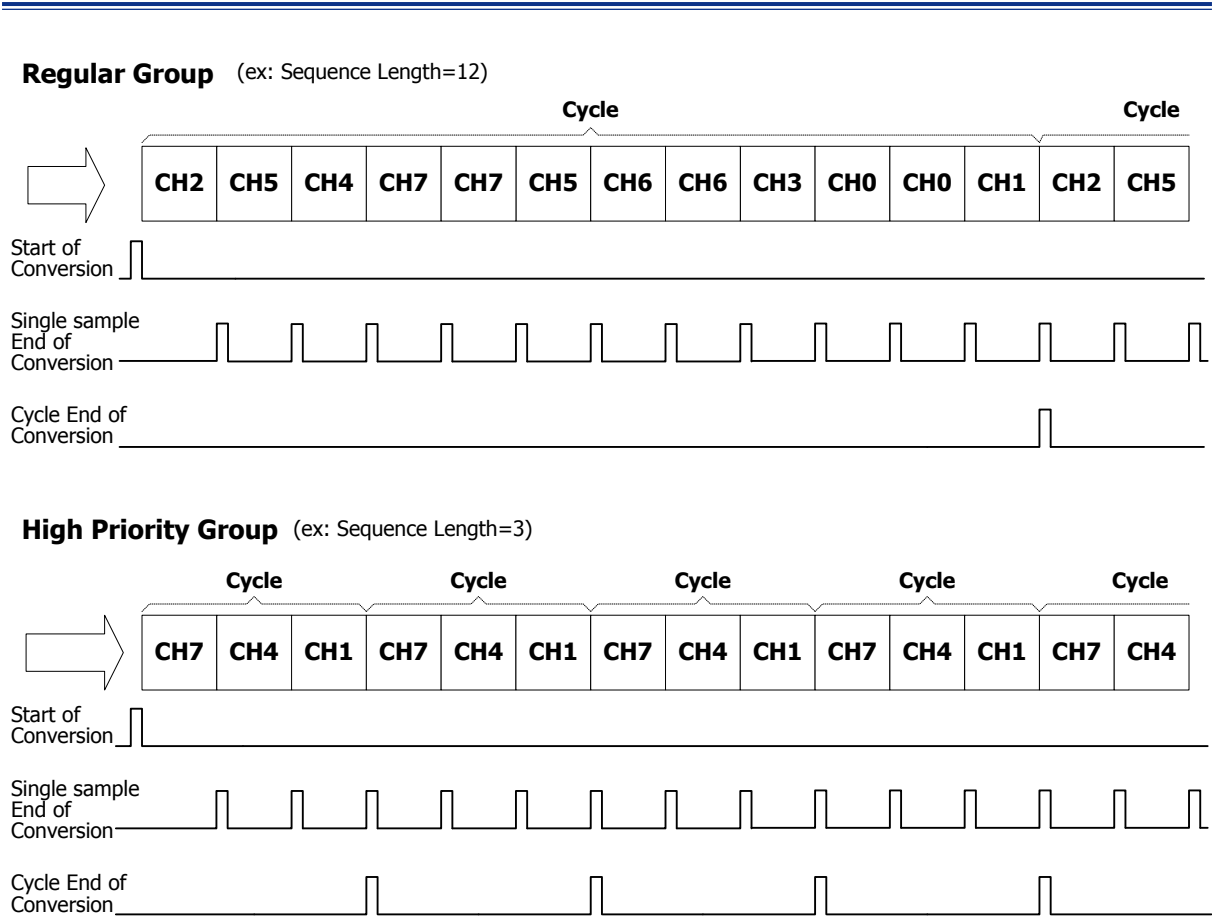 Regular Group (ex: Sequence Length=12)
Cycle Cycle
CH2 CH5 CH4 CH7 CH7 CH5 CH6 CH6 CH3 CH0 CH0 CH1 CH2 CH5
Start of
Conversion
Single sample
End of
Conversion
Cycle End of
Conversion
High Priority Group (ex: Sequence Length=3)
Cycle Cycle Cycle Cycle Cycle
CH7 CH4 CH1 CH7 CH4 CH1 CH7 CH4 CH1 CH7 CH4 CH1 CH7 CH4
Start of
Conversion
Single sample
End of
Conversion
Cycle End of
Conversion